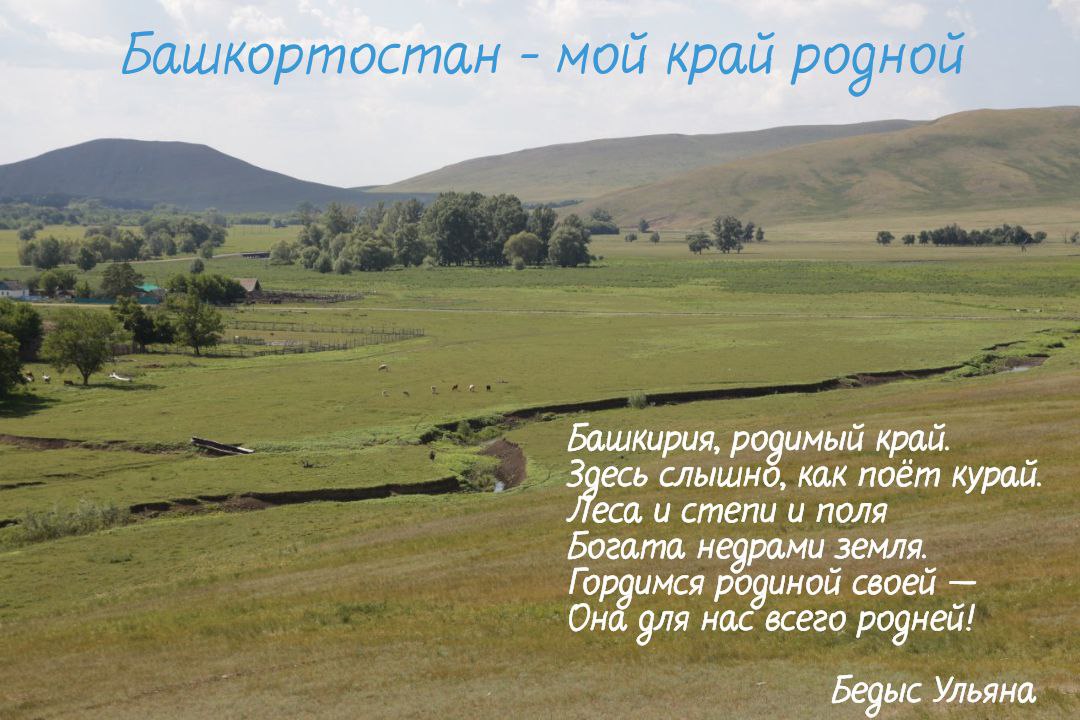 Башкортостан - мой край родной
Башкирия, родимый край.
Здесь слышно, как поёт курай.
Леса и степи и поля
Богата недрами земля.
Гордимся родиной своей —
Она для нас всего родней!
Бедыс Ульяна